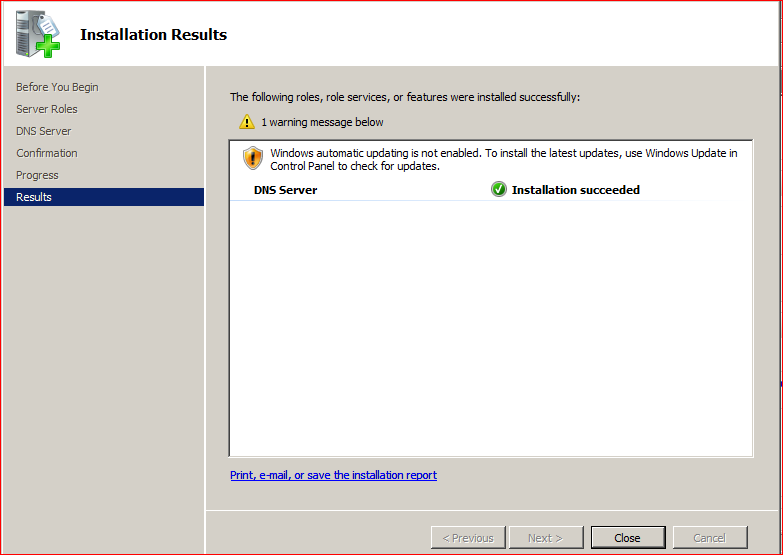 Installation Results
Before You Begin
Server Roles
DNS Server
Confirmation
Progress
Results
The following roles, role services, or features were installed successfully:
1 warning message below
Windows automatic updating is not enabled. To install the latest updates, use Windows Update in
Control Panel to check for updates.
DNS Server Installation succeeded
Print, e-mail, or save the installation report
< Previous Next > Close Cancel